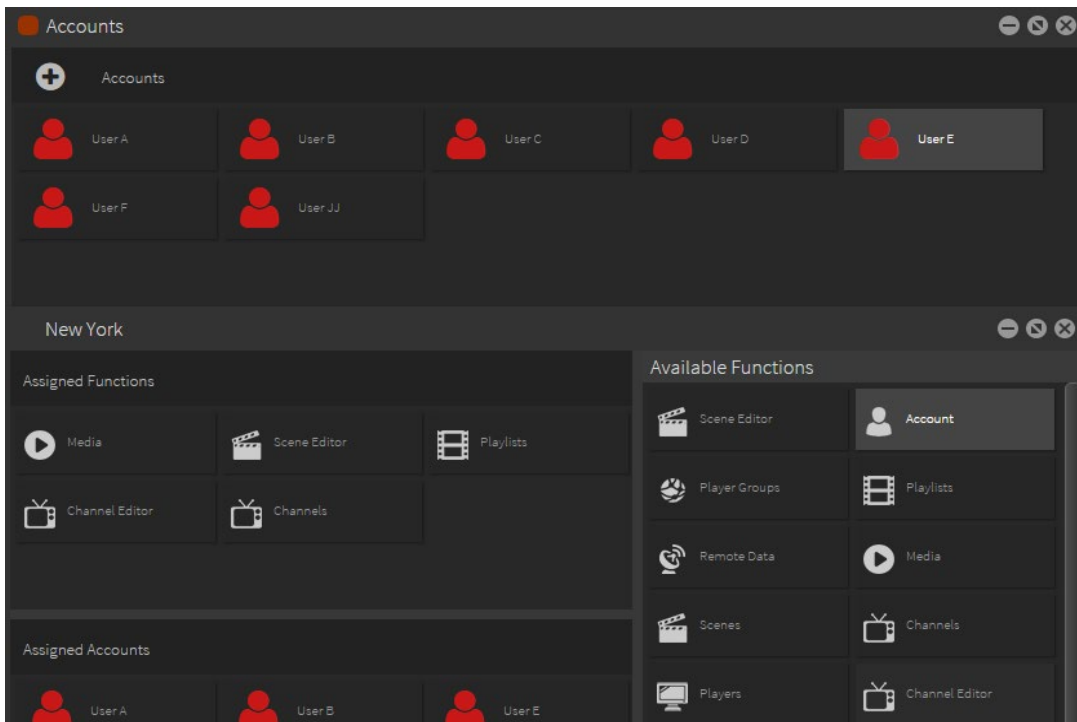 Accounts
Accounts
User A
User B
User C
User D
User E
User F
User JJ
New York
Assigned Functions
Media
Scene Editor
Playlists
Channel Editor
Channels
Assigned Accounts
User A
User B
User E
Available Functions
Scene Editor
Account
Player Groups
Playlists
Remote Data
Media
Scenes
Channels
Players
Channel Editor